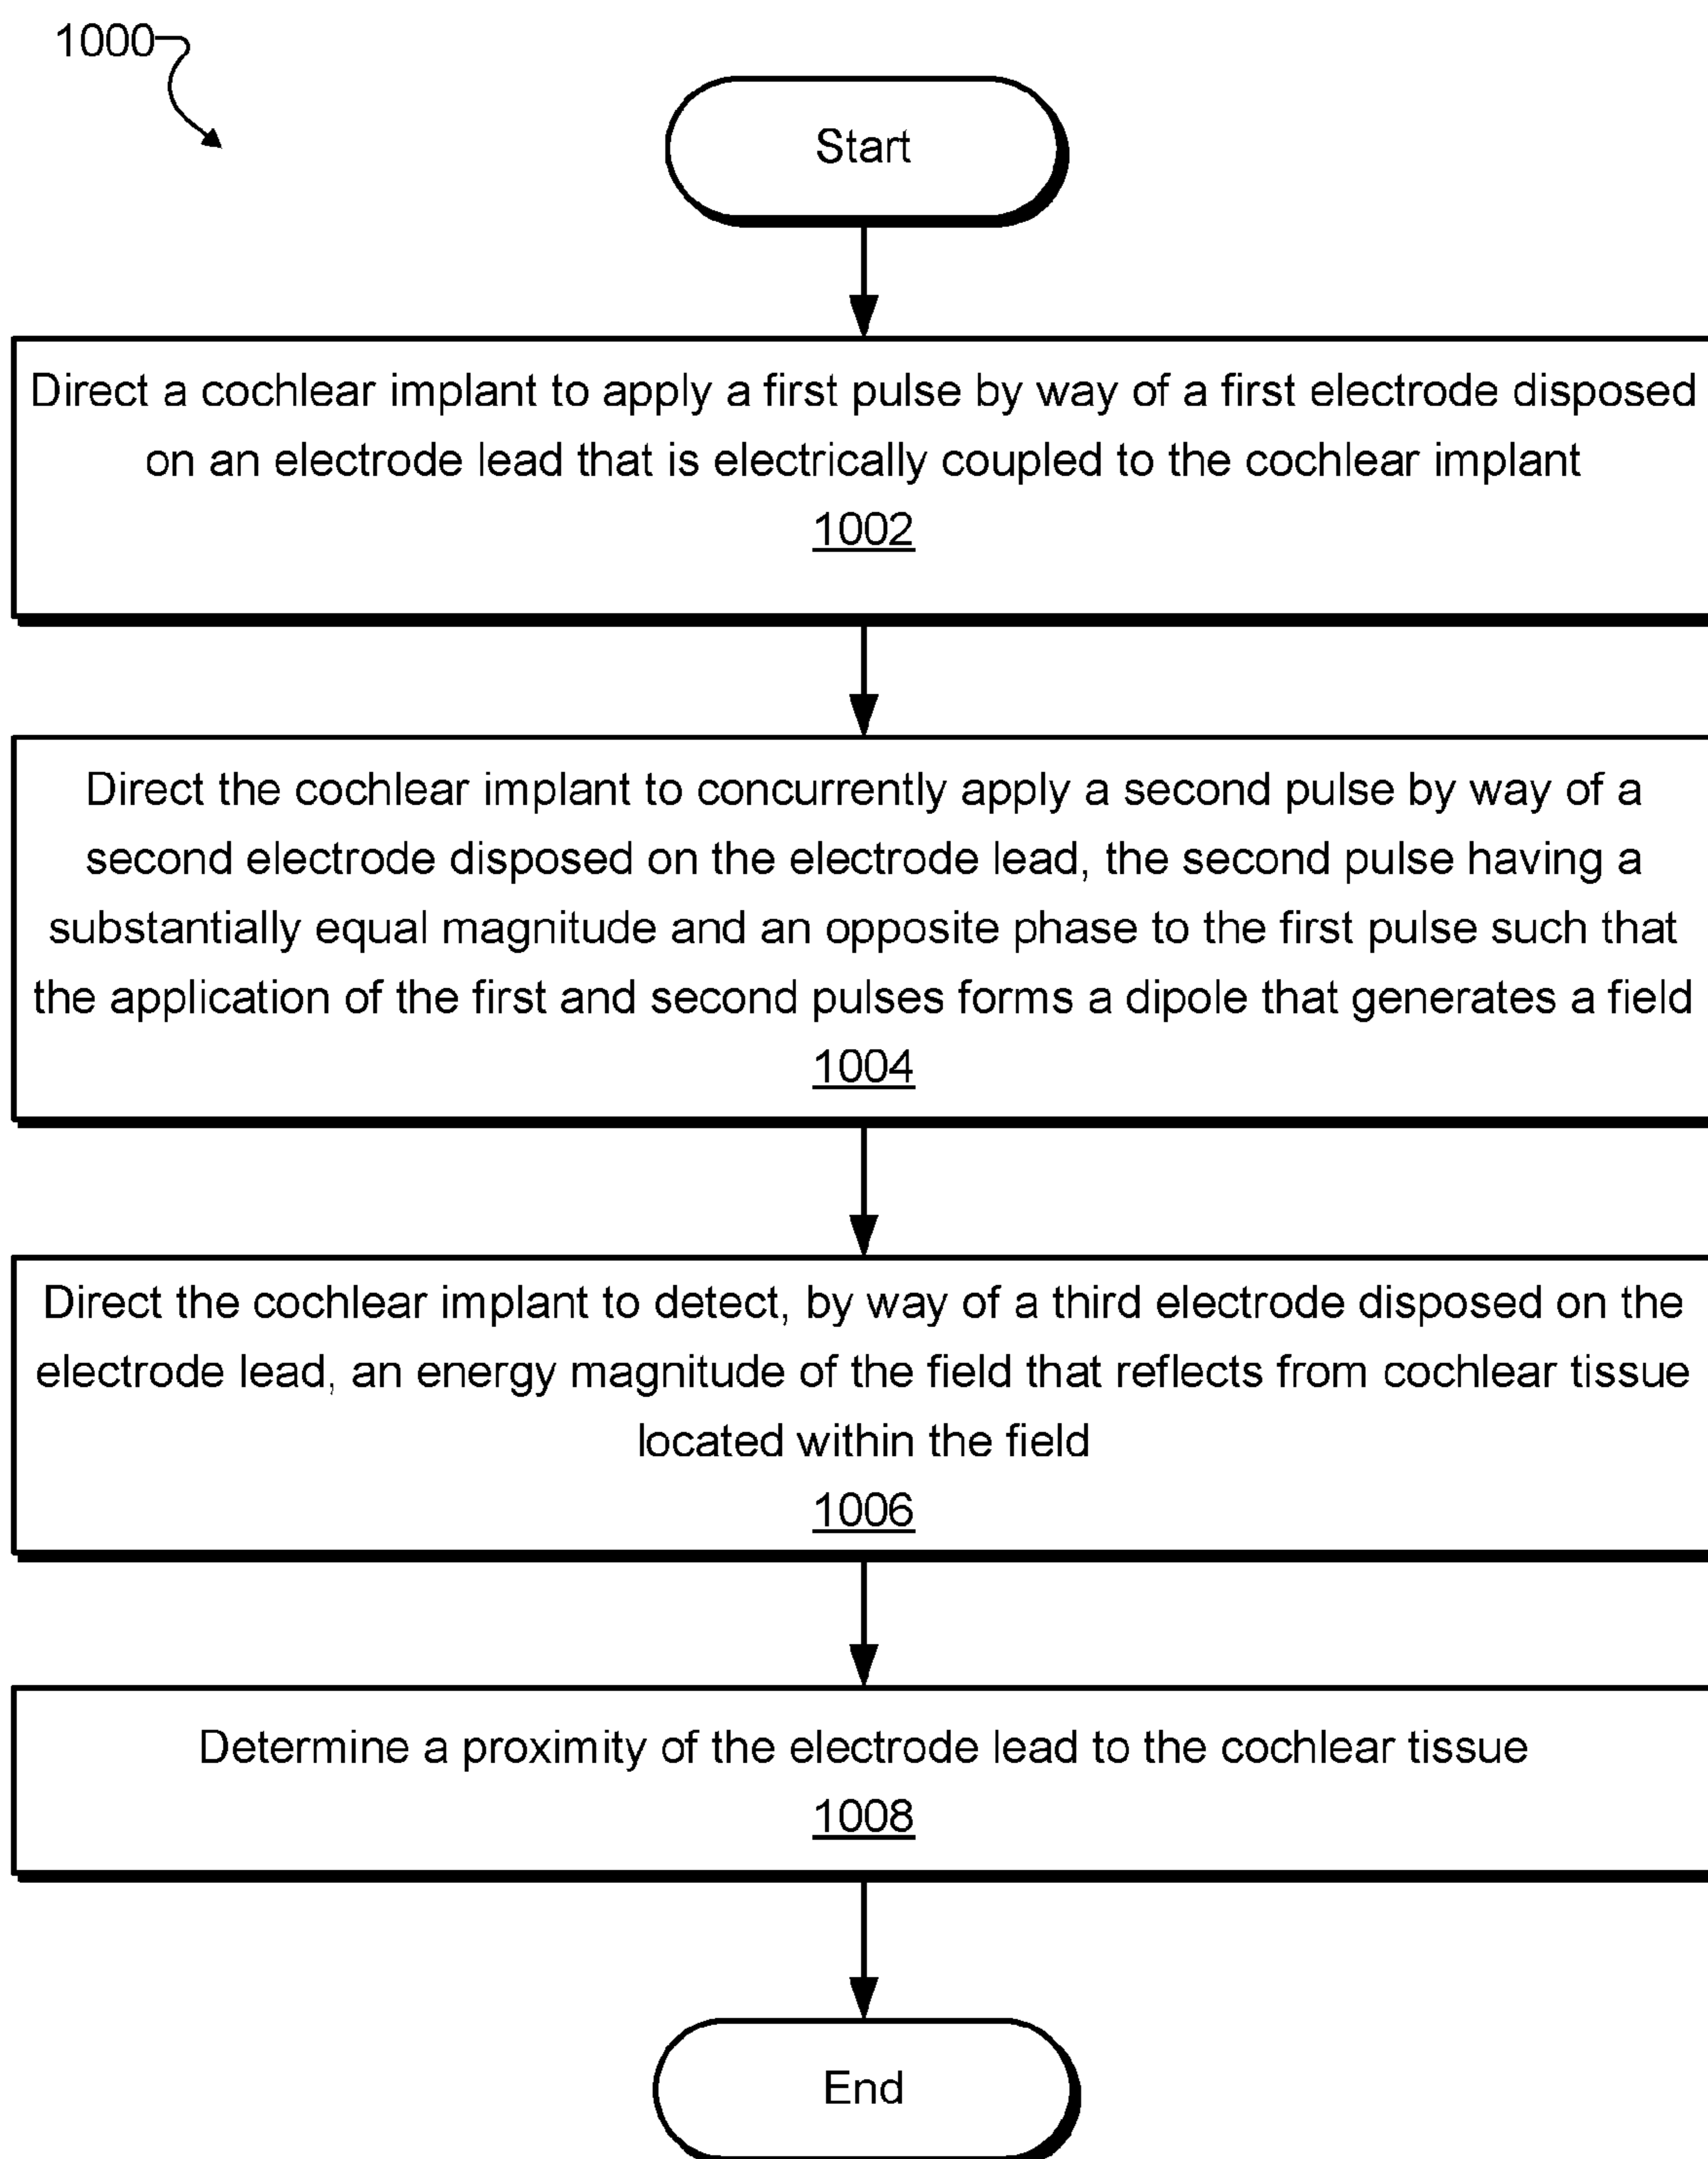 1000
Start
Direct a cochlear implant to apply a first pulse by way of a first electrode disposed
on an electrode lead that is electrically coupled to the cochlear implant
1002
Direct the cochlear implant to concurrently apply a second pulse by way of a
second electrode disposed on the electrode lead, the second pulse having a
substantially equal magnitude and an opposite phase to the first pulse such that
the application of the first and second pulses forms a dipole that generates a field
1004
Direct the cochlear implant to detect, by way of a third electrode disposed on the
electrode lead, an energy magnitude of the field that reflects from cochlear tissue
located within the field
1006
Determine a proximity of the electrode lead to the cochlear tissue
1008
End